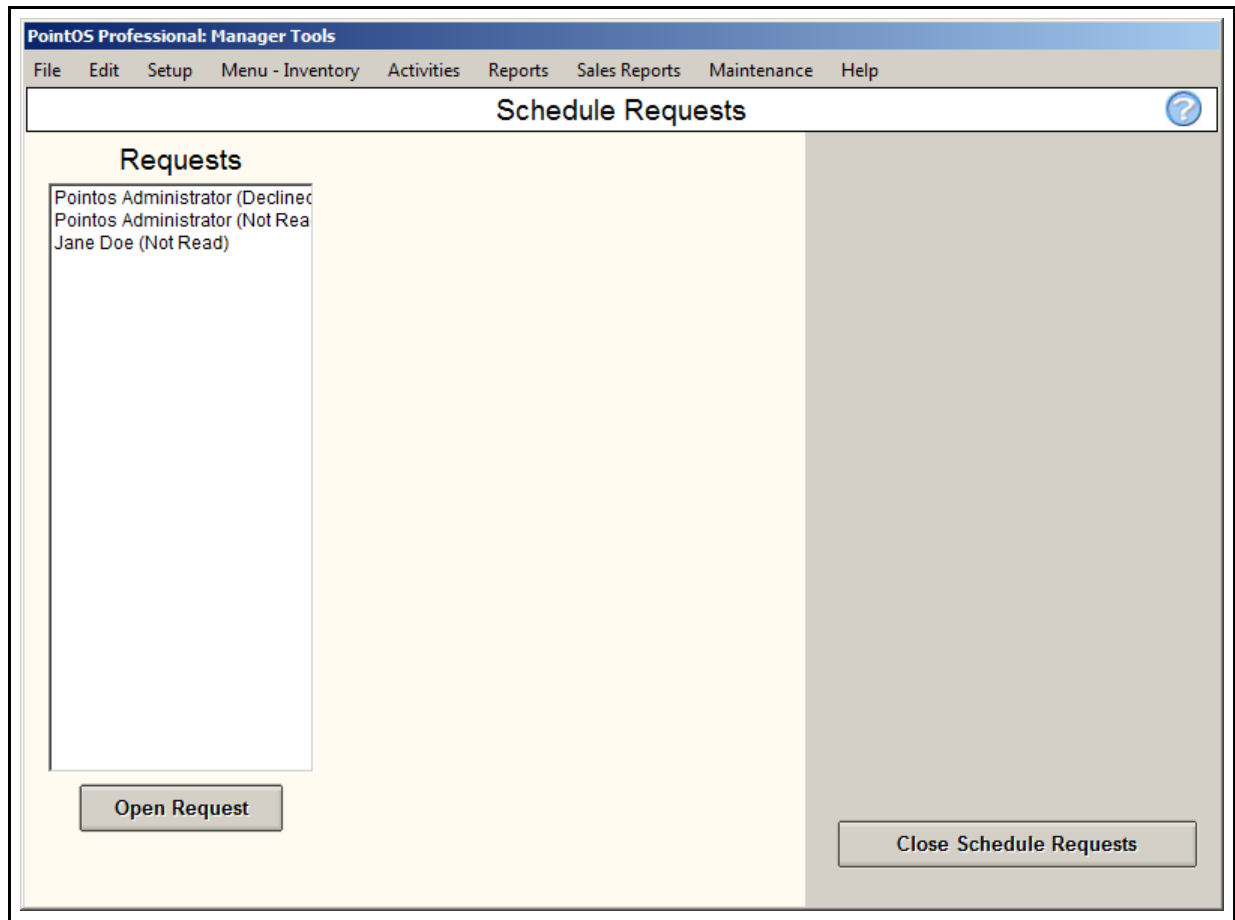 PointOS Professional: Manager Tools
File Edit Setup Menu - Inventory Activities Reports Sales Reports Maintenance Help
Schedule Requests ?
Requests
Pointos Administrator (Declined
Pointos Administrator (Not Rea
Jane Doe (Not Read)
Open Request
Close Schedule Requests